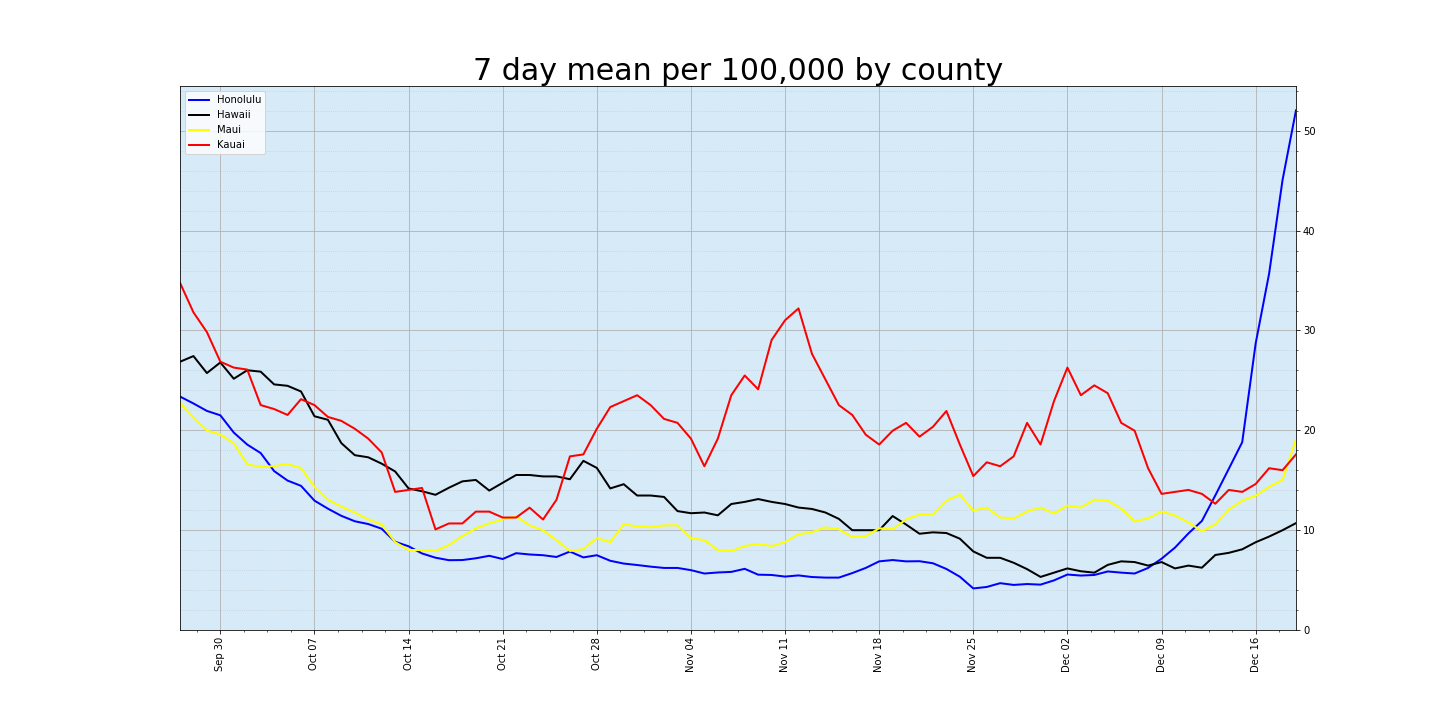 7 day mean per 100,000 by county
Honolulu
Hawaii
Maui
Kauai
50
40
30
20
10
0
Sep 30
Oct 07
Oct 14
Oct 21
Oct 28
Nov 04
Nov 11
Nov 18
Nov 25
Dec 02
Dec 09
Dec 16